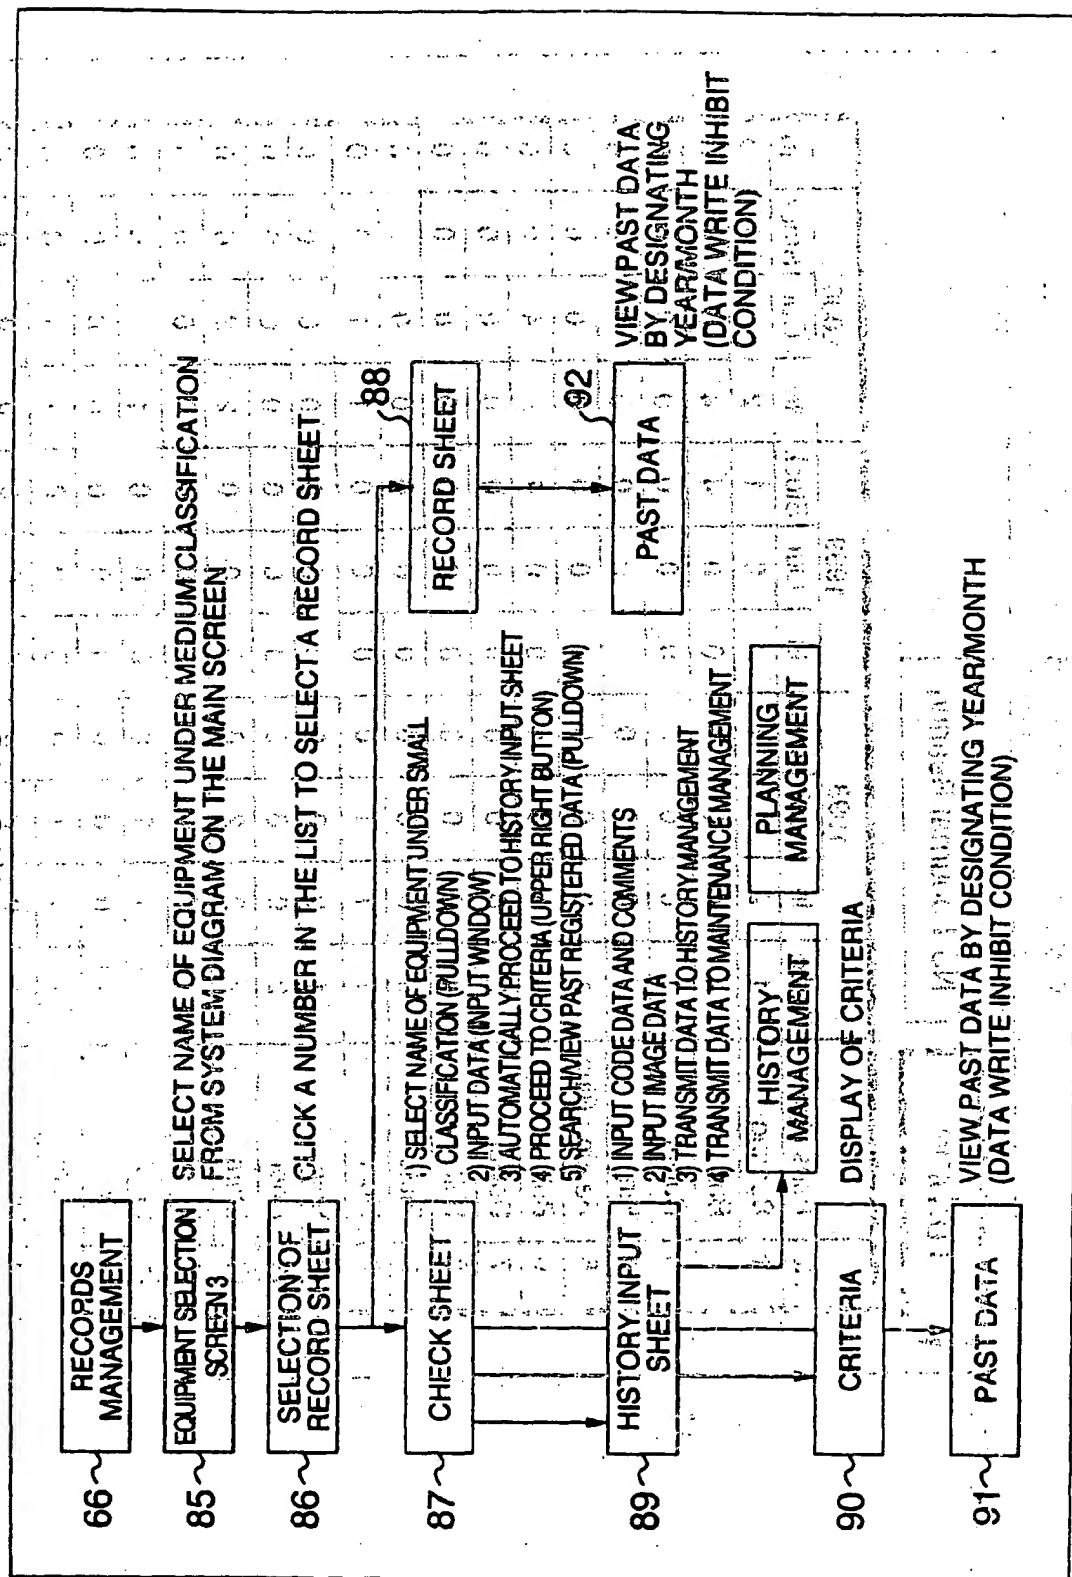 66
RECORDS
MANAGEMENT
85
EQUIPMENT SELECTION
SCREEN 3
SELECT NAME OF EQUIPMENT UNDER MEDIUM CLASSIFICATION
FROM SYSTEM DIAGRAM ON THE MAIN SCREEN
86
SELECTION OF
RECORD SHEET
CLICK A NUMBER IN THE LIST TO SELECT A RECORD SHEET
87
CHECK SHEET
1) SELECT NAME OF EQUIPMENT UNDER SMALL
CLASSIFICATION (PULLDOWN)
2) INPUT DATA (INPUT WINDOW)
3) AUTOMATICALLY PROCEED TO HISTORY INPUT SHEET
4) PROCEED TO CRITERIA (UPPER RIGHT BUTTON)
5) SEARCH/VIEW PAST REGISTERED DATA (PULLDOWN)
88
RECORD SHEET
89
HISTORY INPUT
SHEET
1) INPUT CODE DATA AND COMMENTS
2) INPUT IMAGE DATA
3) TRANSMIT DATA TO HISTORY MANAGEMENT
4) TRANSMIT DATA TO MAINTENANCE MANAGEMENT
92
PAST DATA
VIEW PAST DATA
BY DESIGNATING
YEAR/MONTH
(DATA WRITE INHIBIT
CONDITION)
HISTORY
MANAGEMENT
PLANNING
MANAGEMENT
90
CRITERIA
DISPLAY OF CRITERIA
91
PAST DATA
VIEW PAST DATA BY DESIGNATING YEAR/MONTH
(DATA WRITE INHIBIT CONDITION)